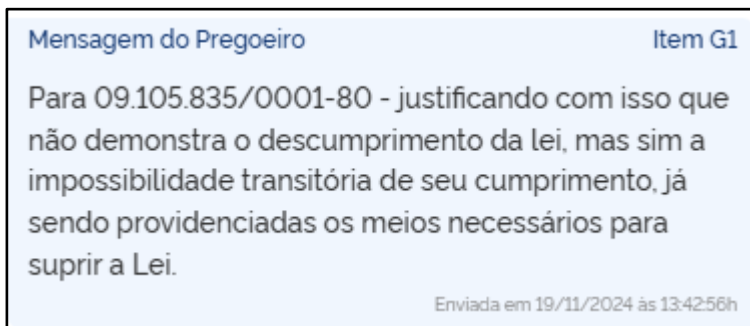 Mensagem do Pregoeiro Item G1
Para 09.105.835/0001-80 - justificando com isso que
não demonstra o descumprimento da lei, mas sim a
impossibilidade transitória de seu cumprimento, já
sendo providenciadas os meios necessários para
suprir a Lei.
Enviada em 19/11/2024 às 13:42:56h